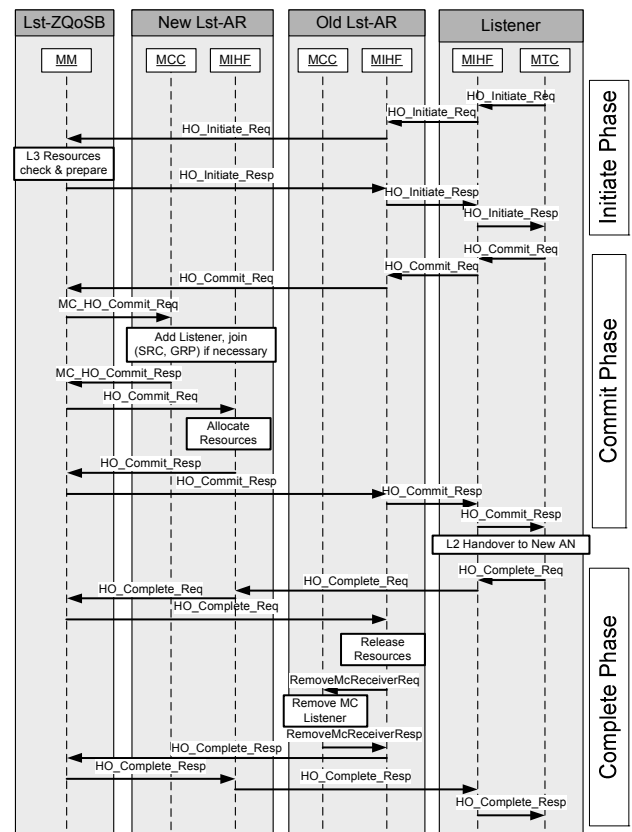 Lst-ZQoSB
New Lst-AR
Old Lst-AR
Listener
MM
MCC
MIHF
MCC
MIHF
MIHF
MTC
Initiate Phase
HO_Initiate_Req
HO_Initiate_Req
HO_Initiate_Req
L3 Resources
check & prepare
HO_Initiate_Resp
HO_Initiate_Resp
HO_Initiate_Resp
Commit Phase
HO_Commit_Req
HO_Commit_Req
HO_Commit_Req
MC_HO_Commit_Req
Add Listener, join
(SRC, GRP) if necessary
MC_HO_Commit_Resp
HO_Commit_Req
Allocate
Resources
HO_Commit_Resp
HO_Commit_Resp
HO_Commit_Resp
HO_Commit_Resp
L2 Handover to New AN
Complete Phase
HO_Complete_Req
HO_Complete_Req
HO_Complete_Req
HO_Complete_Req
Release
Resources
RemoveMcReceiverReq
Remove MC
Listener
RemoveMcReceiverResp
HO_Complete_Resp
HO_Complete_Resp
HO_Complete_Resp
HO_Complete_Resp